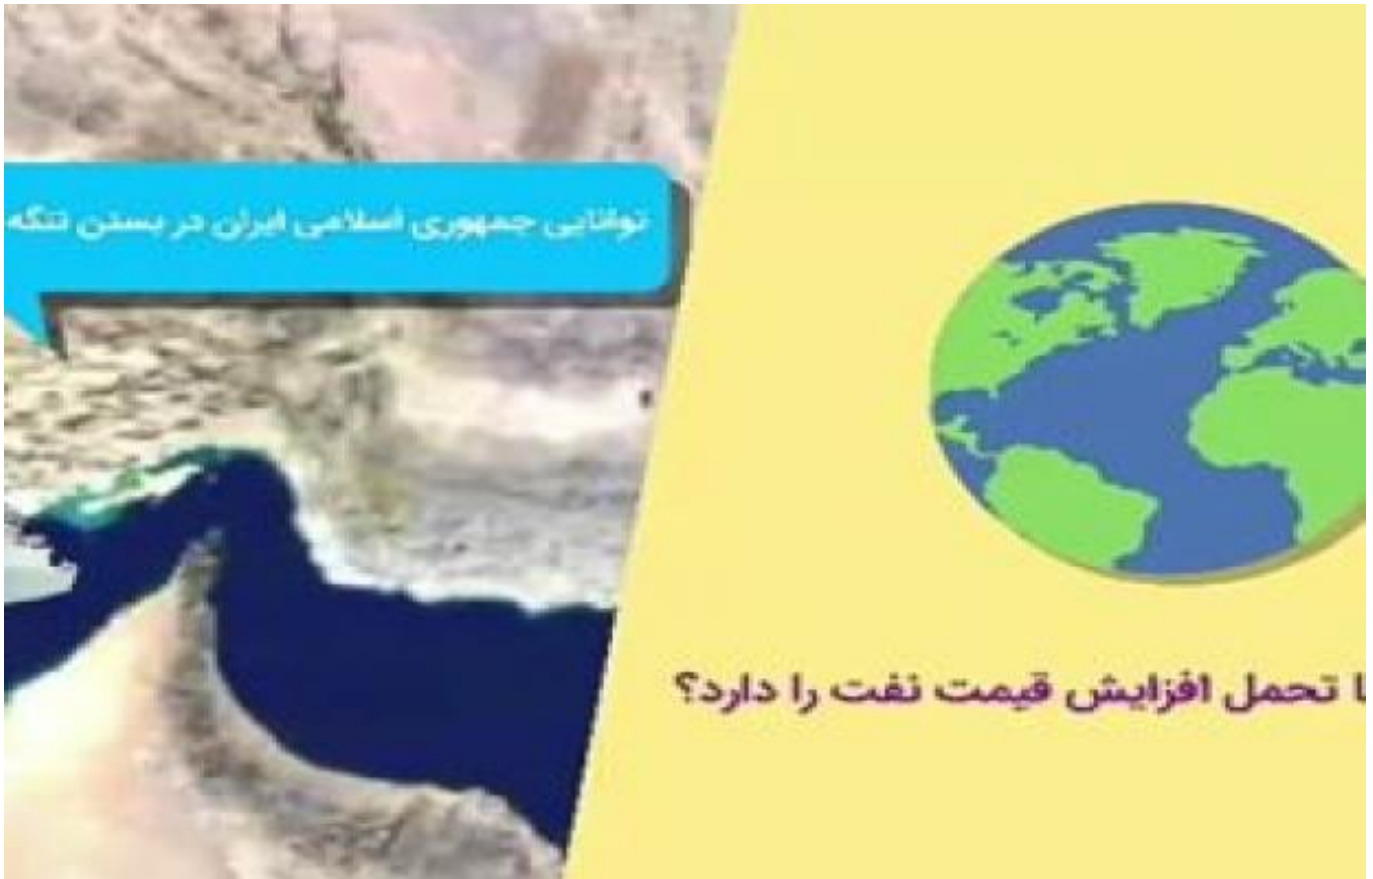 توانایی جمهوری اسلامی ایران در بستن تنگه
تحمل افزایش قیمت نفت را دارد؟